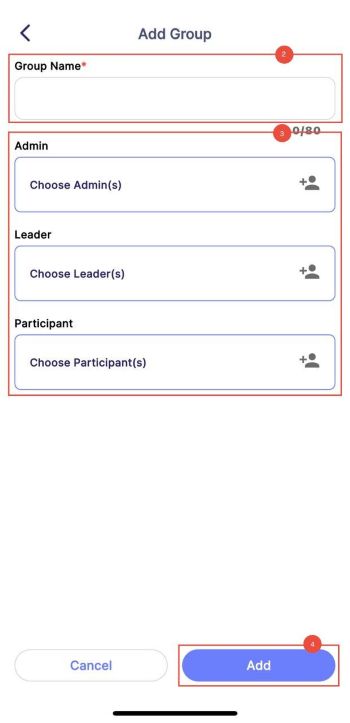 Add Group
2
Group Name*
3 0/80
Admin
Choose Admin(s)
Leader
Choose Leader(s)
Participant
Choose Participant(s)
4
Cancel Add